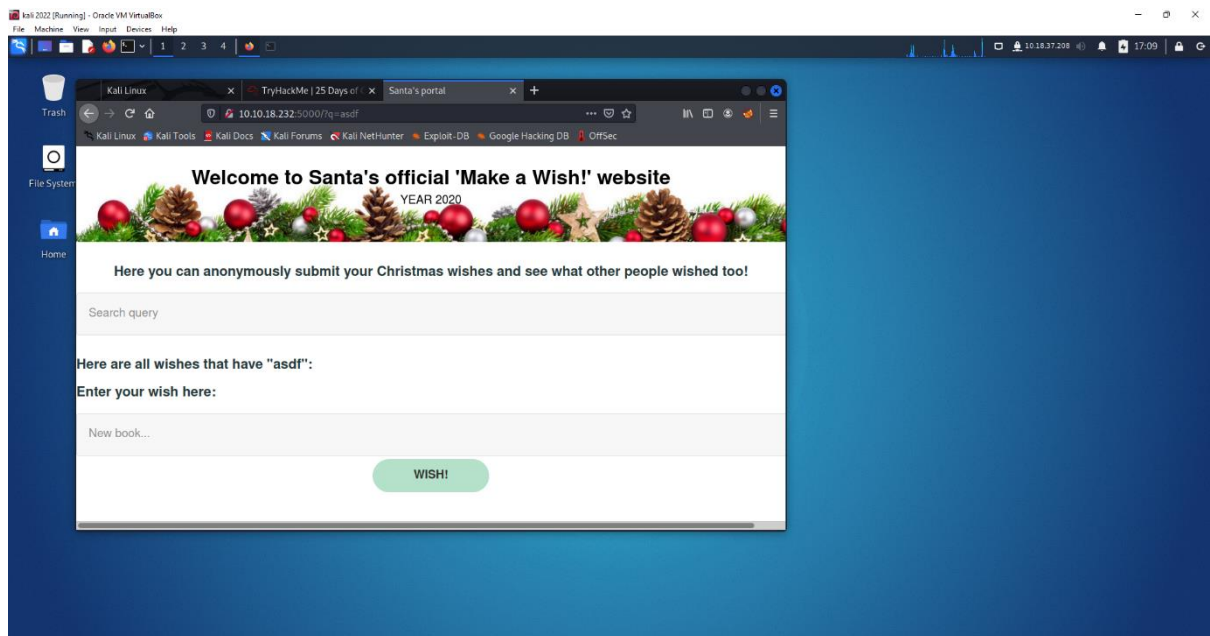 kali 2022 [Running] - Oracle VM VirtualBox
File Machine View Input Devices Help
1 2 3 4
10.18.37.208
17:09
Trash
File System
Home
Kali Linux
TryHackMe | 25 Days of
Santa's portal
10.10.18.232:5000/?q=asdf
Kali Linux Kali Tools Kali Docs Kali Forums Kali NetHunter Exploit-DB Google Hacking DB OffSec
Welcome to Santa's official 'Make a Wish!' website
YEAR 2020
Here you can anonymously submit your Christmas wishes and see what other people wished too!
Search query
Here are all wishes that have "asdf":
Enter your wish here:
New book...
WISH!